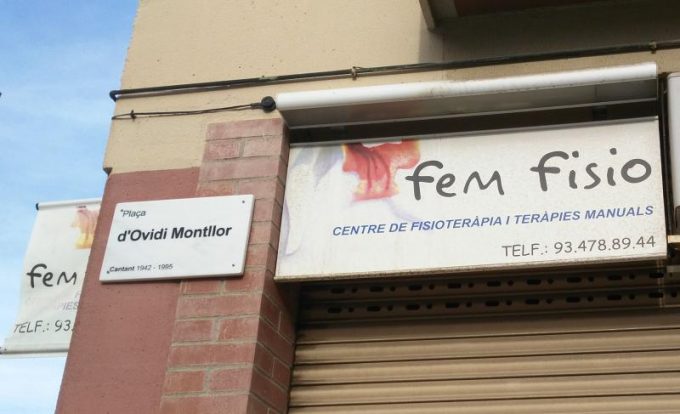 Plaça
d'Ovidi Montllor
Cantant 1942 - 1995
fem fisio
CENTRE DE FISIOTERÀPIA I TERÀPIES MANUALS
TELF.: 93.478.89.44
fem
TELF.: 93